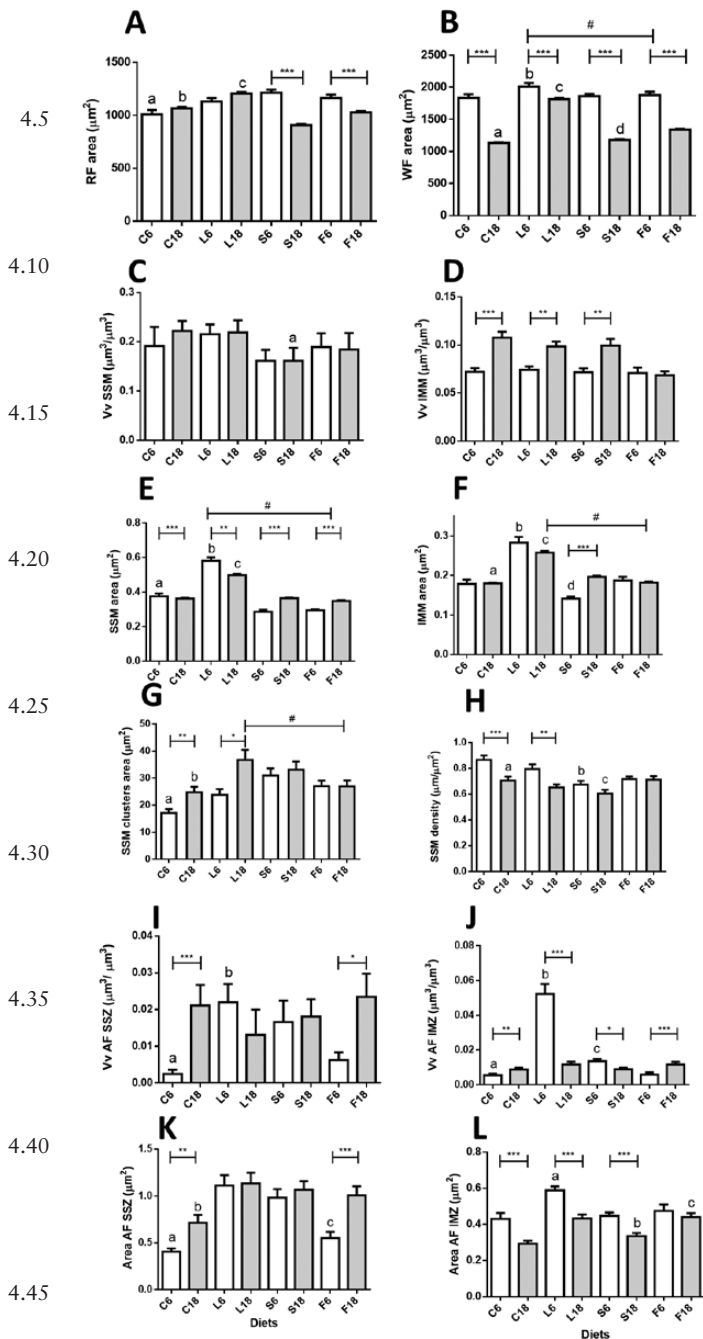 A
RF area (μm²)
1500
1000
500
0
a b c
*** ***
C6 C18 L6 L18 S6 S18 F6 F18
B
WF area (μm²)
2500
2000
1500
1000
500
0
#
*** *** *** ***
a b c d
C6 C18 L6 L18 S6 S18 F6 F18
4.5
4.10
C
Vv SSM (μm³/μm³)
0.3
0.2
0.1
0.0
a
C6 C18 L6 L18 S6 S18 F6 F18
D
Vv IMM (μm³/μm³)
0.15
0.10
0.05
0.00
*** ** **
C6 C18 L6 L18 S6 S18 F6 F18
4.15
E
SSM area (μm²)
0.8
0.6
0.4
0.2
0.0
#
*** ** *** ***
a b c
C6 C18 L6 L18 S6 S18 F6 F18
F
IMM area (μm²)
0.4
0.3
0.2
0.1
0.0
#
***
a b c d
C6 C18 L6 L18 S6 S18 F6 F18
4.20
4.25
G
SSM clusters area (μm²)
50
40
30
20
10
0
#
** *
a b
C6 C18 L6 L18 S6 S18 F6 F18
H
SSM density (μm/μm²)
1.0
0.8
0.6
0.4
0.2
0.0
*** **
a b c
C6 C18 L6 L18 S6 S18 F6 F18
4.30
I
Vv AF SSZ (μm³/ μm³)
0.04
0.03
0.02
0.01
0.00
*** *
a b
C6 C18 L6 L18 S6 S18 F6 F18
J
Vv AF IMZ (μm³/μm³)
0.08
0.06
0.04
0.02
0.00
** *** * ***
a b c
C6 C18 L6 L18 S6 S18 F6 F18
4.35
4.40
K
Area AF SSZ (μm²)
1.5
1.0
0.5
0.0
** ***
a b c
C6 C18 L6 L18 S6 S18 F6 F18
Diets
L
Area AF IMZ (μm²)
0.8
0.6
0.4
0.2
0.0
*** *** ***
a b c
C6 C18 L6 L18 S6 S18 F6 F18
Diets
4.45